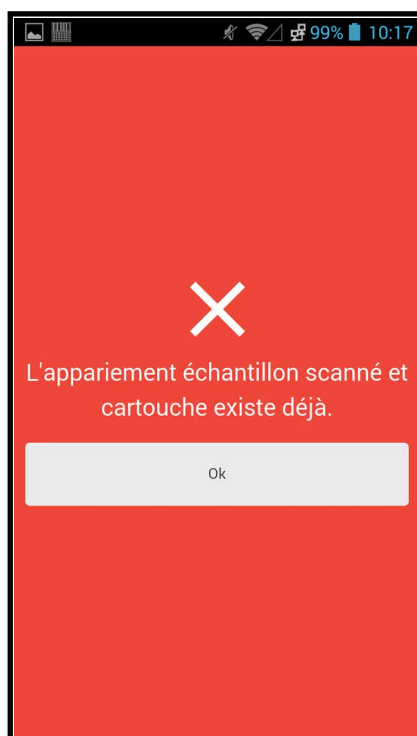 99% 10:17
L'appariement échantillon scanné et
cartouche existe déjà.
Ok